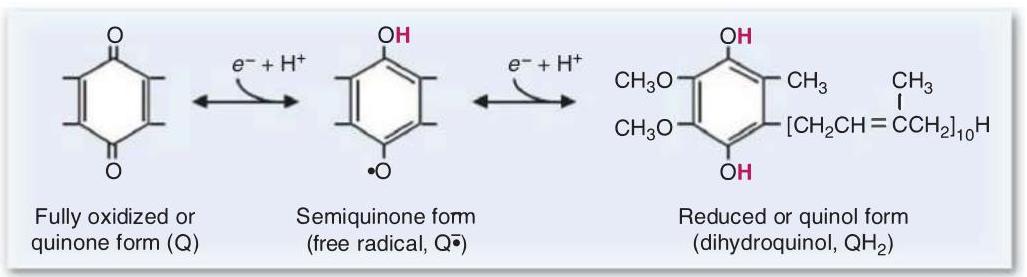 O
O
e⁻ + H⁺
OH
•O
e⁻ + H⁺
OH
CH₃O
CH₃
CH₃
CH₃O
[CH₂CH=CCH₂]₁₀H
OH
Fully oxidized or
quinone form (Q)
Semiquinone form
(free radical, Q•̄)
Reduced or quinol form
(dihydroquinol, QH₂)